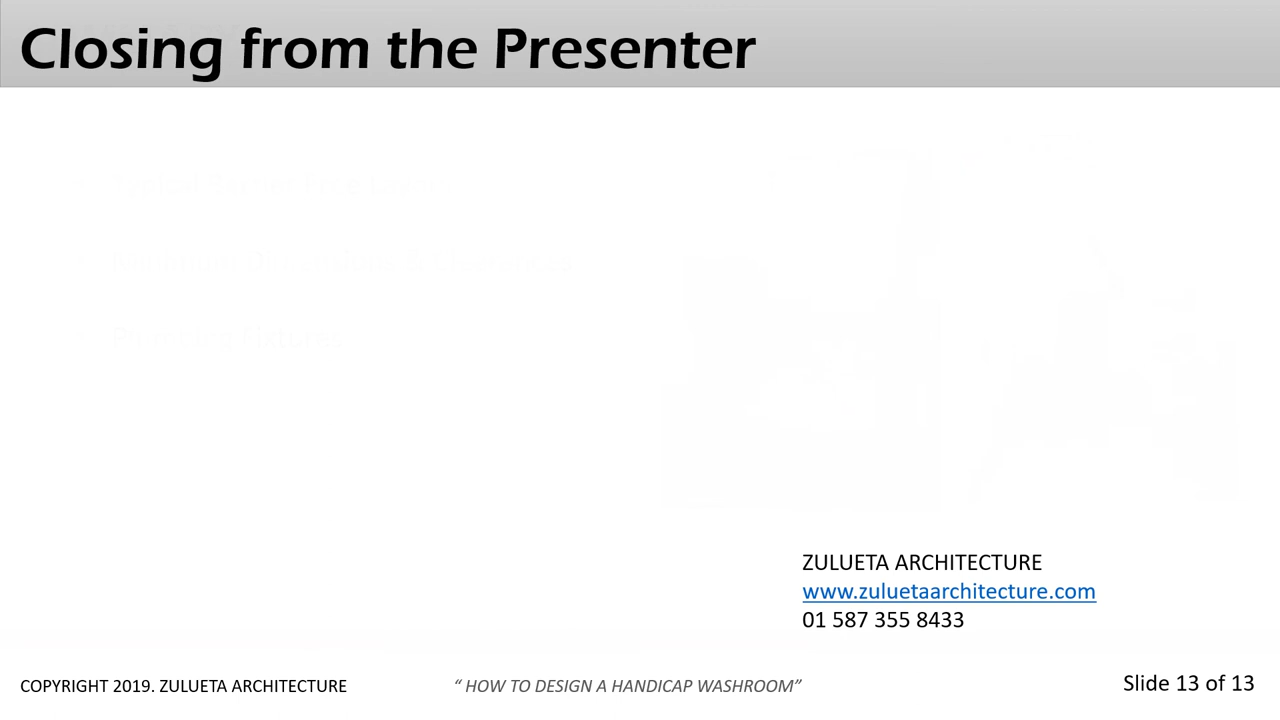 Closing from the Presenter
ZULUETA ARCHITECTURE
www.zuluetaarchitecture.com
01 587 355 8433
COPYRIGHT 2019. ZULUETA ARCHITECTURE
“ HOW TO DESIGN A HANDICAP WASHROOM”
Slide 13 of 13